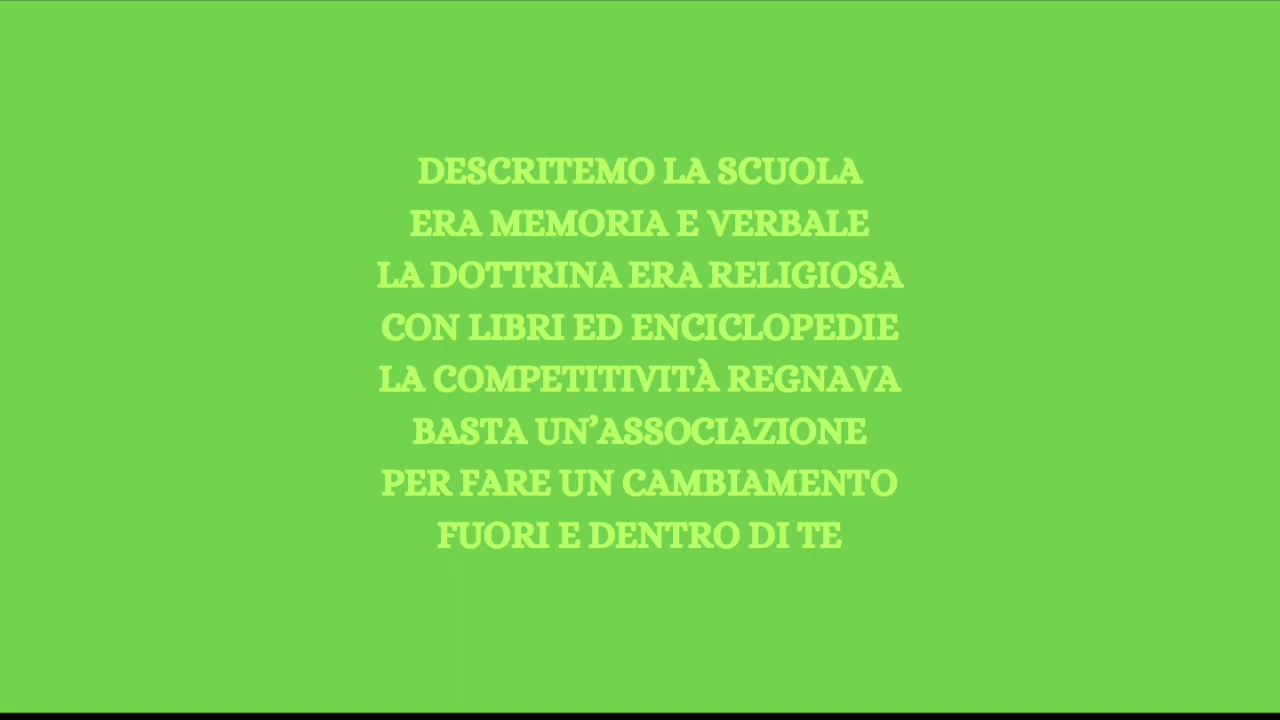 DESCRITEMO LA SCUOLA
ERA MEMORIA E VERBALE
LA DOTTRINA ERA RELIGIOSA
CON LIBRI ED ENCICLOPEDIE
LA COMPETITIVITÀ REGNAVA
BASTA UN'ASSOCIAZIONE
PER FARE UN CAMBIAMENTO
FUORI E DENTRO DI TE